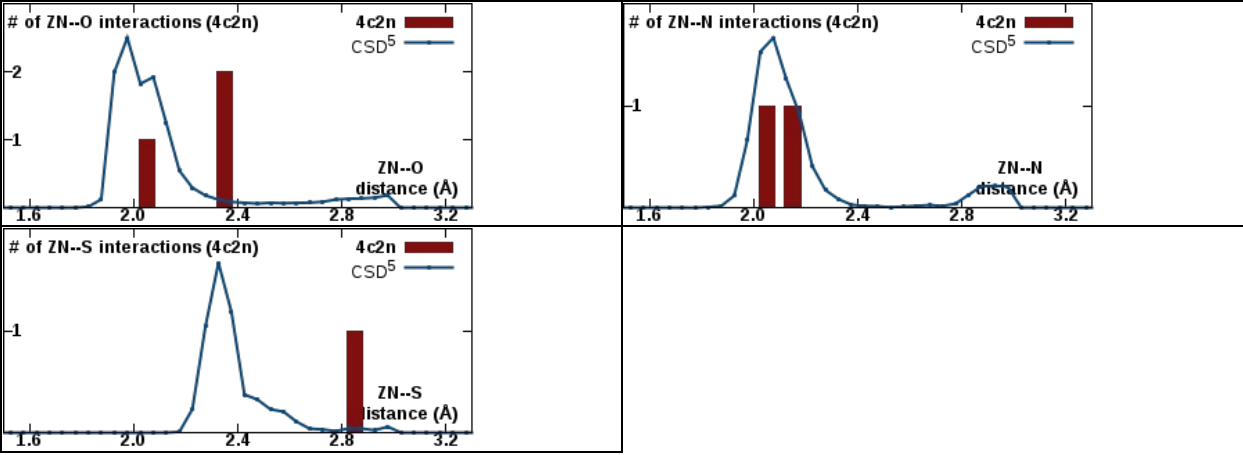 # of ZN--O interactions (4c2n)
4c2n
CSD5
2
1
ZN--O
distance (Å)
1.6 2.0 2.4 2.8 3.2
# of ZN--N interactions (4c2n)
4c2n
CSD5
1
ZN--N
distance (Å)
1.6 2.0 2.4 2.8 3.2
# of ZN--S interactions (4c2n)
4c2n
CSD5
1
ZN--S
distance (Å)
1.6 2.0 2.4 2.8 3.2